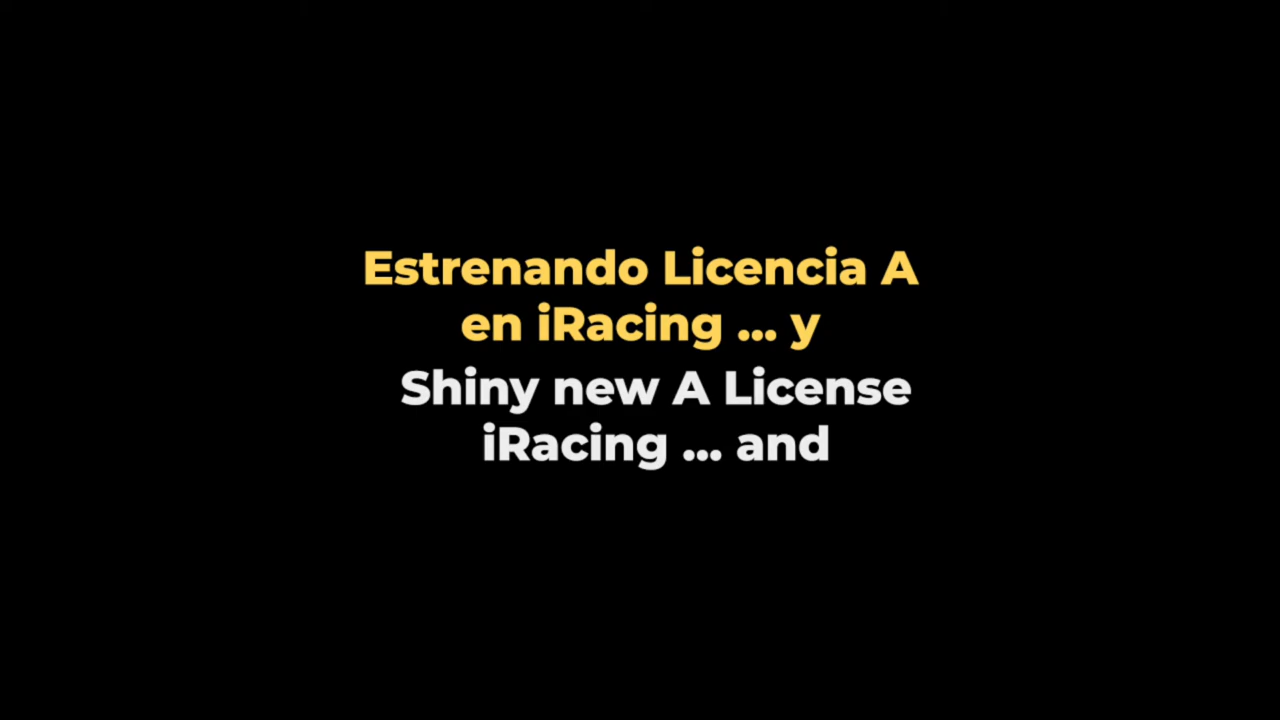 Estrenando Licencia A
en iRacing ... y
Shiny new A License
iRacing ... and